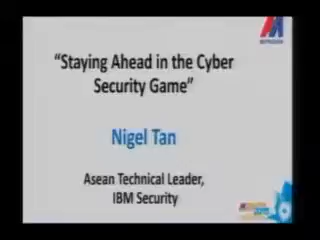 “Staying Ahead in the Cyber
Security Game”
Nigel Tan
Asean Technical Leader,
IBM Security